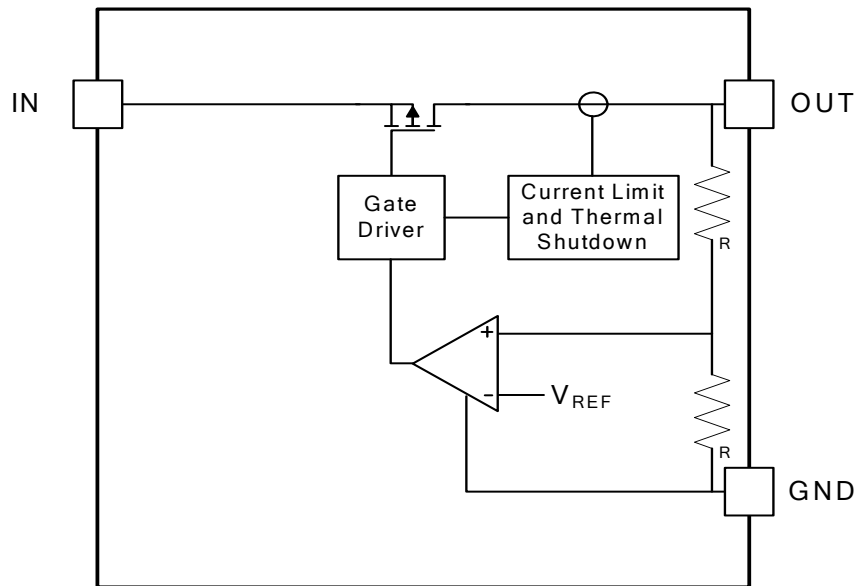 IN
OUT
Gate
Driver
Current Limit
and Thermal
Shutdown
R
+
-
VREF
R
GND